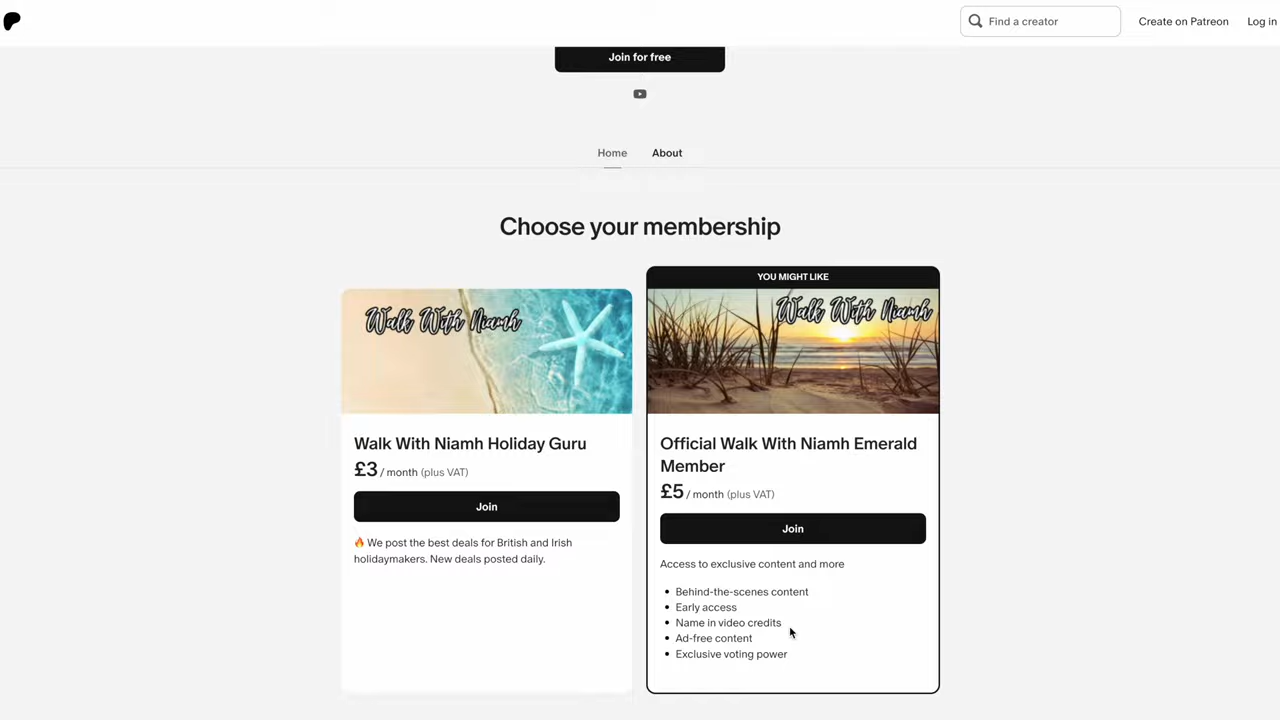 Find a creator
Create on Patreon
Log in
Join for free
Home
About
Choose your membership
Walk With Niamh
Walk With Niamh Holiday Guru
£3 / month (plus VAT)
Join
🔥 We post the best deals for British and Irish
holidaymakers. New deals posted daily.
YOU MIGHT LIKE
Walk With Niamh
Official Walk With Niamh Emerald
Member
£5 / month (plus VAT)
Join
Access to exclusive content and more
• Behind-the-scenes content
• Early access
• Name in video credits
• Ad-free content
• Exclusive voting power